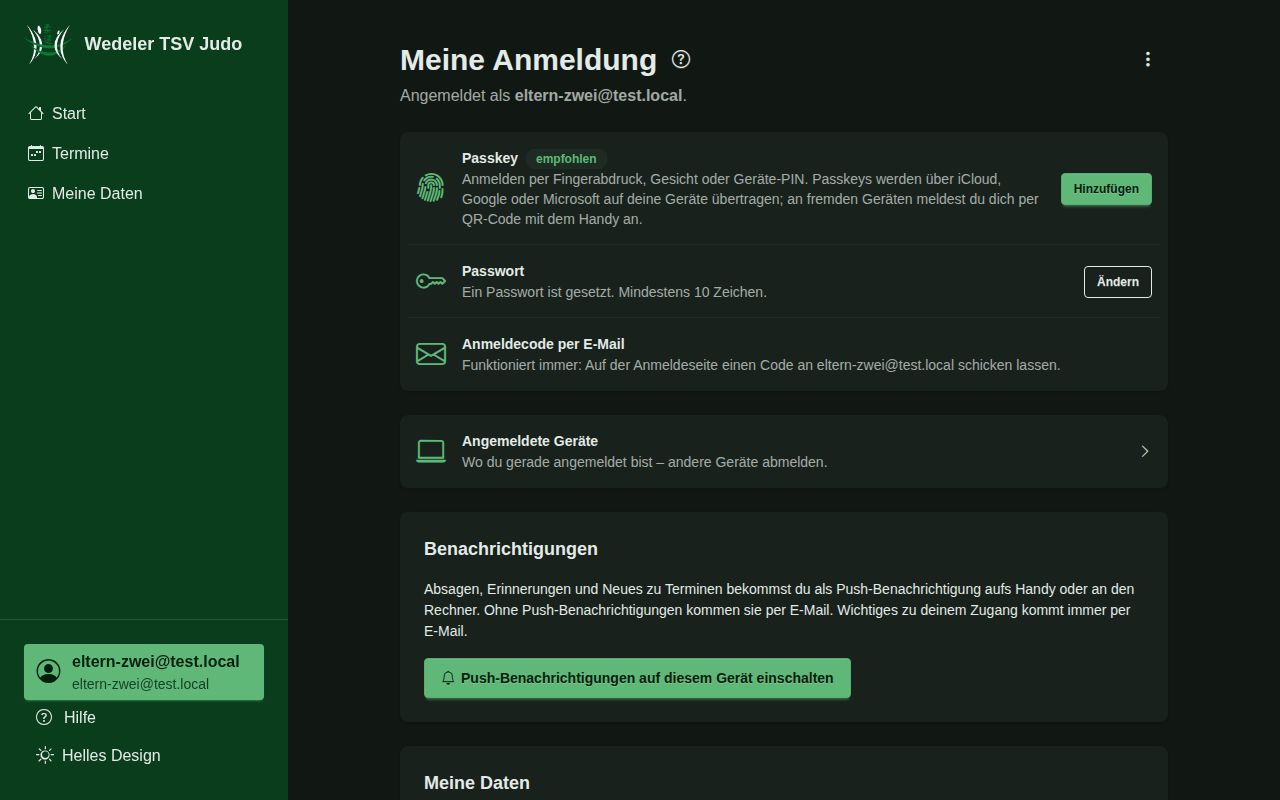 Wedeler TSV Judo
Start
Termine
Meine Daten
eltern-zwei@test.local
eltern-zwei@test.local
Hilfe
Helles Design
Meine Anmeldung
Angemeldet als eltern-zwei@test.local.
Passkey empfohlen
Anmelden per Fingerabdruck, Gesicht oder Geräte-PIN. Passkeys werden über iCloud,
Google oder Microsoft auf deine Geräte übertragen; an fremden Geräten meldest du dich per
QR-Code mit dem Handy an.
Hinzufügen
Passwort
Ein Passwort ist gesetzt. Mindestens 10 Zeichen.
Ändern
Anmeldecode per E-Mail
Funktioniert immer: Auf der Anmeldeseite einen Code an eltern-zwei@test.local schicken lassen.
Angemeldete Geräte
Wo du gerade angemeldet bist – andere Geräte abmelden.
Benachrichtigungen
Absagen, Erinnerungen und Neues zu Terminen bekommst du als Push-Benachrichtigung aufs Handy oder an den
Rechner. Ohne Push-Benachrichtigungen kommen sie per E-Mail. Wichtiges zu deinem Zugang kommt immer per
E-Mail.
Push-Benachrichtigungen auf diesem Gerät einschalten
Meine Daten